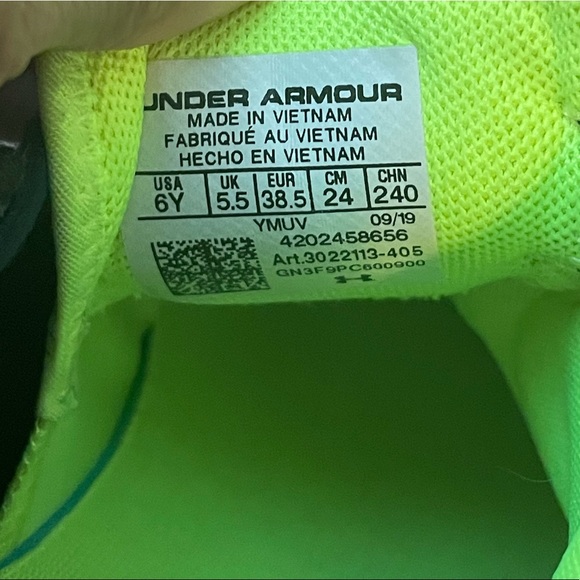 UNDER ARMOUR
MADE IN VIETNAM
FABRIQUÉ AU VIETNAM
HECHO EN VIETNAM
USA UK EUR CM CHN
6Y 5.5 38.5 24 240
YMUV 09/19
4202458656
Art.3022113-405
GN3F9PC600900